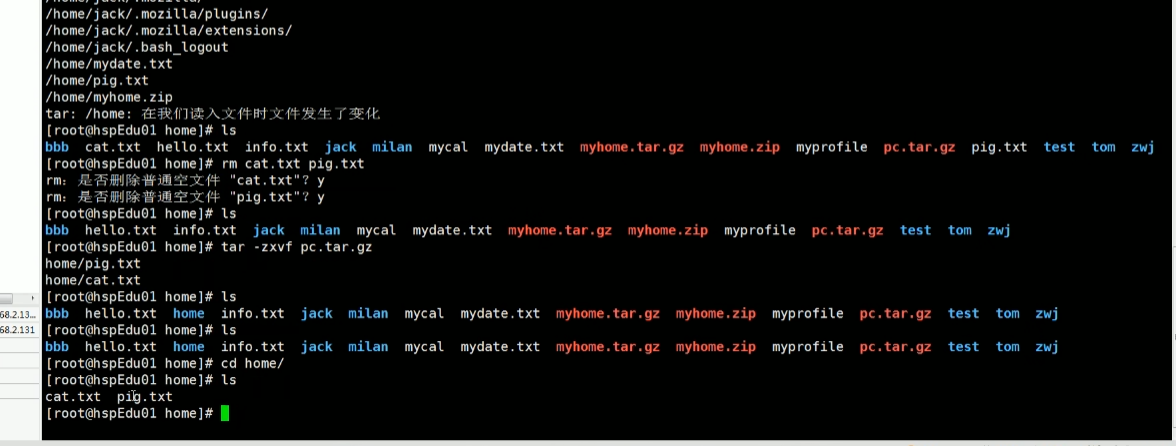 /home/jack/.mozilla/
/home/jack/.mozilla/plugins/
/home/jack/.mozilla/extensions/
/home/jack/.bash_logout
/home/mydate.txt
/home/pig.txt
/home/myhome.zip
tar: /home: 在我们读入文件时文件发生了变化
[root@hspEdu01 home]# ls
bbb cat.txt hello.txt info.txt jack milan mycal mydate.txt myhome.tar.gz myhome.zip myprofile pc.tar.gz pig.txt test tom zwj
[root@hspEdu01 home]# rm cat.txt pig.txt
rm: 是否删除普通空文件 "cat.txt"? y
rm: 是否删除普通空文件 "pig.txt"? y
[root@hspEdu01 home]# ls
bbb hello.txt info.txt jack milan mycal mydate.txt myhome.tar.gz myhome.zip myprofile pc.tar.gz test tom zwj
[root@hspEdu01 home]# tar -zxvf pc.tar.gz
home/pig.txt
home/cat.txt
[root@hspEdu01 home]# ls
bbb hello.txt home info.txt jack milan mycal mydate.txt myhome.tar.gz myhome.zip myprofile pc.tar.gz test tom zwj
68.2.13...
[root@hspEdu01 home]# ls
68.2.131
bbb hello.txt home info.txt jack milan mycal mydate.txt myhome.tar.gz myhome.zip myprofile pc.tar.gz test tom zwj
[root@hspEdu01 home]# cd home/
[root@hspEdu01 home]# ls
cat.txt pig.txt
[root@hspEdu01 home]#